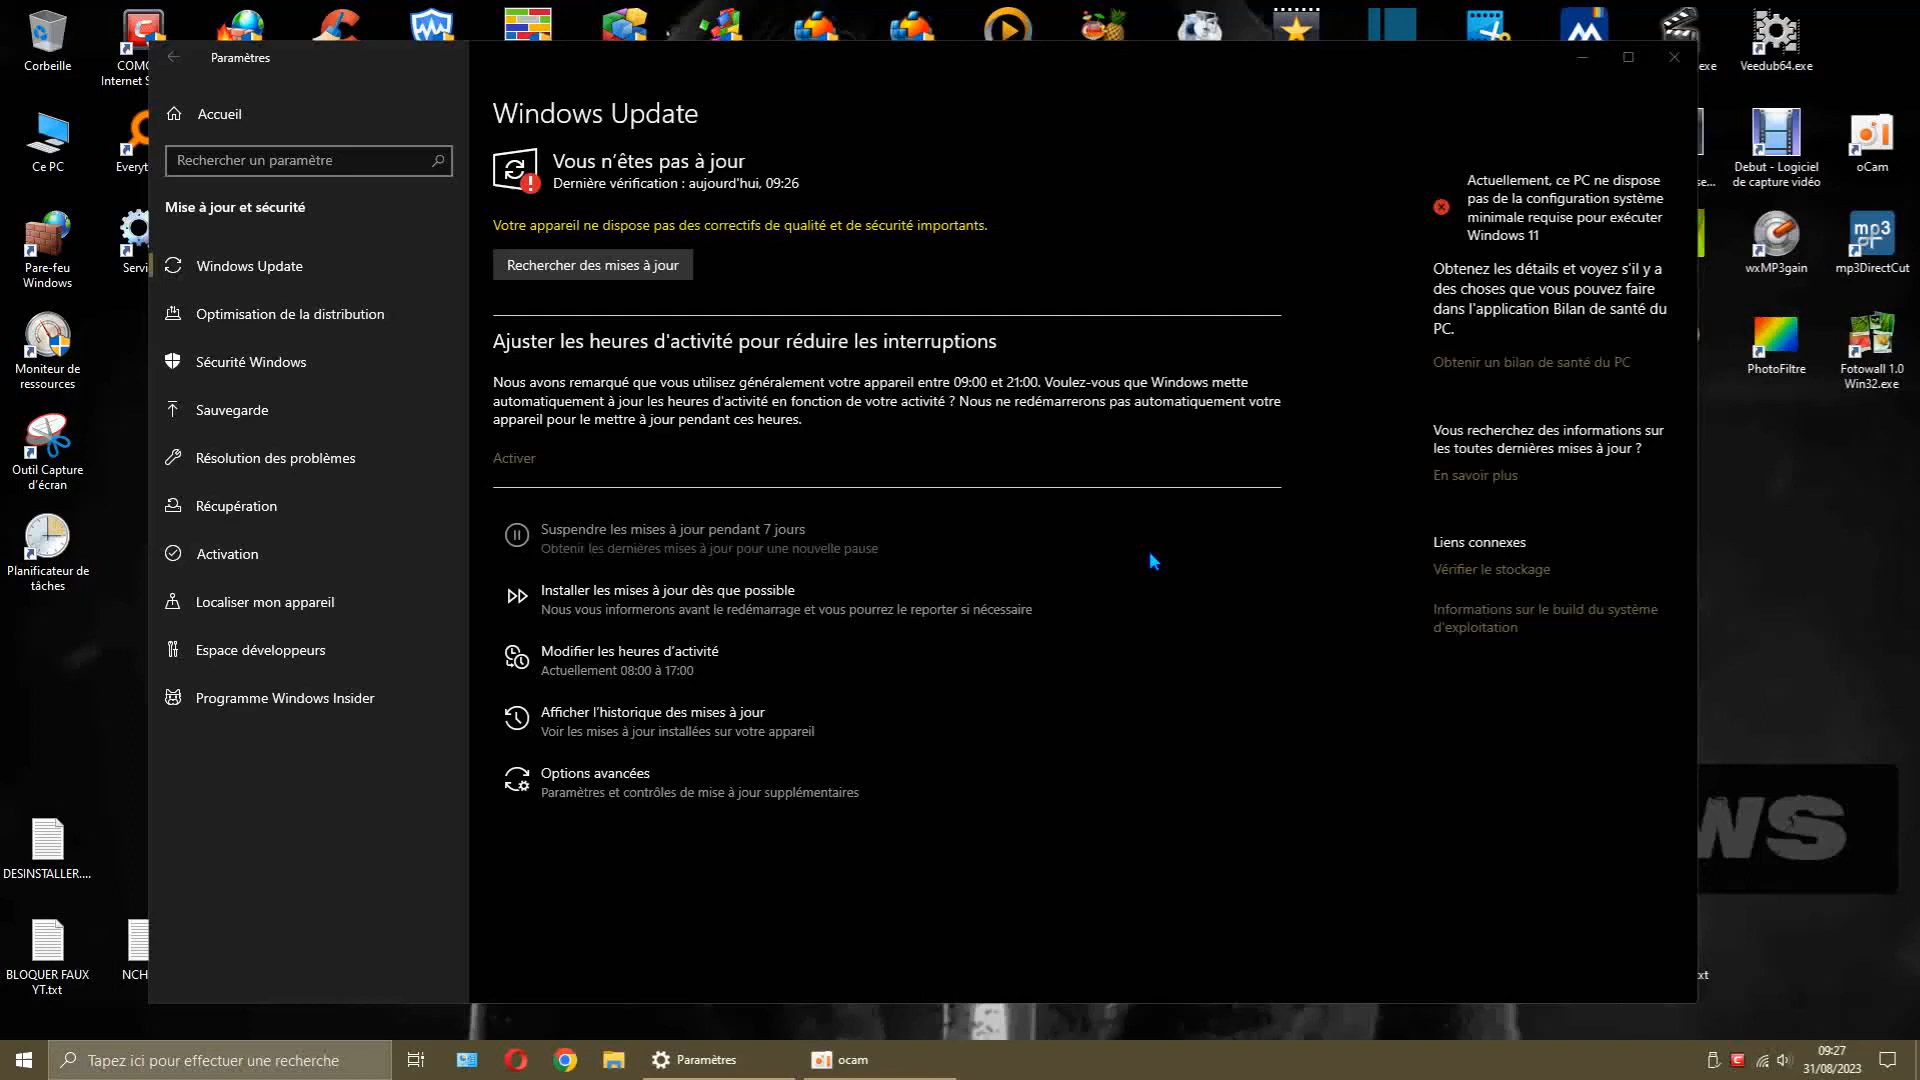 Corbeille
COMO
Internet S
exe
Veedub64.exe
Ce PC
Everyt
se...
Debut - Logiciel
de capture vidéo
oCam
Pare-feu
Windows
Servi
wxMP3gain
mp3
mp3DirectCut
Moniteur de
ressources
PhotoFiltre
Fotowall 1.0
Win32.exe
Outil Capture
d'écran
Planificateur de
tâches
DESINSTALLER....
BLOQUER FAUX
YT.txt
NCH
xt
WS
Paramètres
Accueil
Rechercher un paramètre
Mise à jour et sécurité
Windows Update
Optimisation de la distribution
Sécurité Windows
Sauvegarde
Résolution des problèmes
Récupération
Activation
Localiser mon appareil
Espace développeurs
Programme Windows Insider
Windows Update
Vous n'êtes pas à jour
Dernière vérification : aujourd'hui, 09:26
Votre appareil ne dispose pas des correctifs de qualité et de sécurité importants.
Rechercher des mises à jour
Ajuster les heures d'activité pour réduire les interruptions
Nous avons remarqué que vous utilisez généralement votre appareil entre 09:00 et 21:00. Voulez-vous que Windows mette
automatiquement à jour les heures d'activité en fonction de votre activité ? Nous ne redémarrerons pas automatiquement votre
appareil pour le mettre à jour pendant ces heures.
Activer
Suspendre les mises à jour pendant 7 jours
Obtenir les dernières mises à jour pour une nouvelle pause
Installer les mises à jour dès que possible
Nous vous informerons avant le redémarrage et vous pourrez le reporter si nécessaire
Modifier les heures d'activité
Actuellement 08:00 à 17:00
Afficher l'historique des mises à jour
Voir les mises à jour installées sur votre appareil
Options avancées
Paramètres et contrôles de mise à jour supplémentaires
Actuellement, ce PC ne dispose
pas de la configuration système
minimale requise pour exécuter
Windows 11
Obtenez les détails et voyez s'il y a
des choses que vous pouvez faire
dans l'application Bilan de santé du
PC.
Obtenir un bilan de santé du PC
Vous recherchez des informations sur
les toutes dernières mises à jour ?
En savoir plus
Liens connexes
Vérifier le stockage
Informations sur le build du système
d'exploitation
Tapez ici pour effectuer une recherche
Paramètres
ocam
09:27
31/08/2023